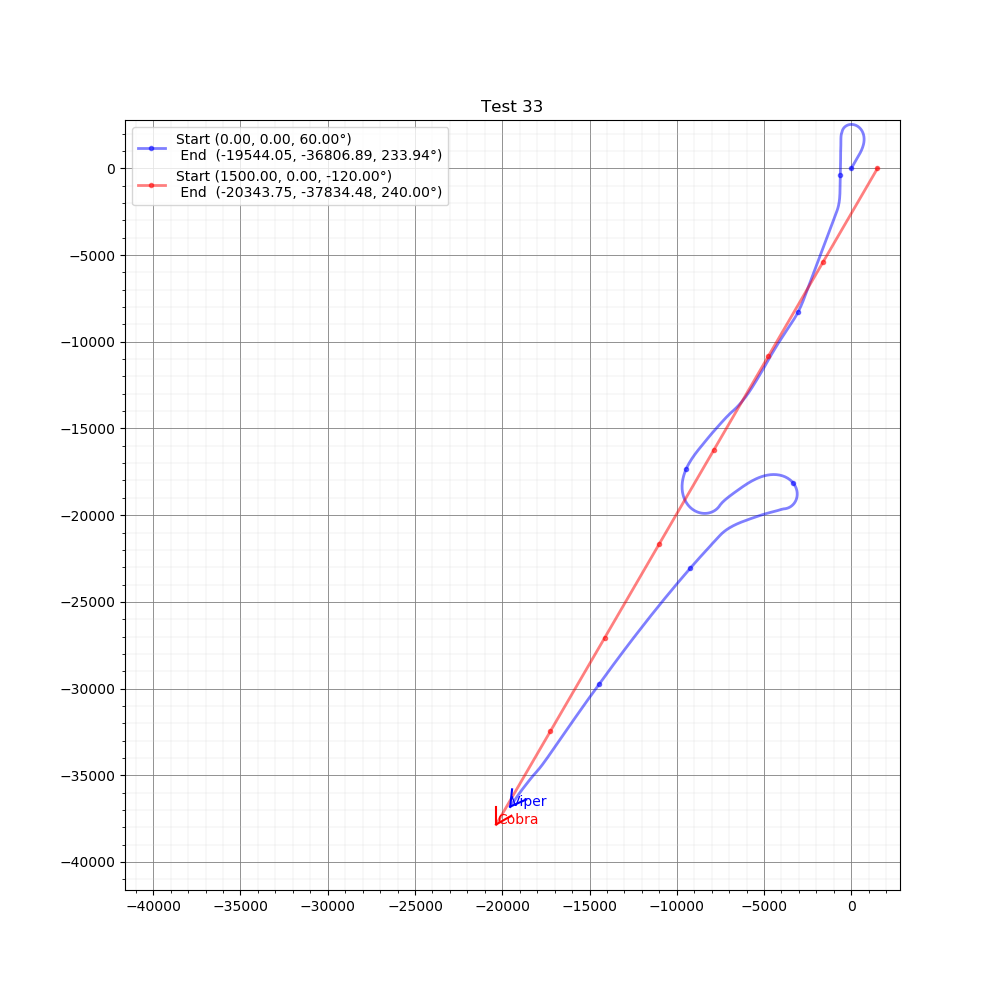 Test 33
Start (0.00, 0.00, 60.00°)
End (-19544.05, -36806.89, 233.94°)
Start (1500.00, 0.00, -120.00°)
End (-20343.75, -37834.48, 240.00°)
0
−5000
−10000
−15000
−20000
−25000
−30000
−35000
−40000
Viper
Cobra
−40000 −35000 −30000 −25000 −20000 −15000 −10000 −5000 0